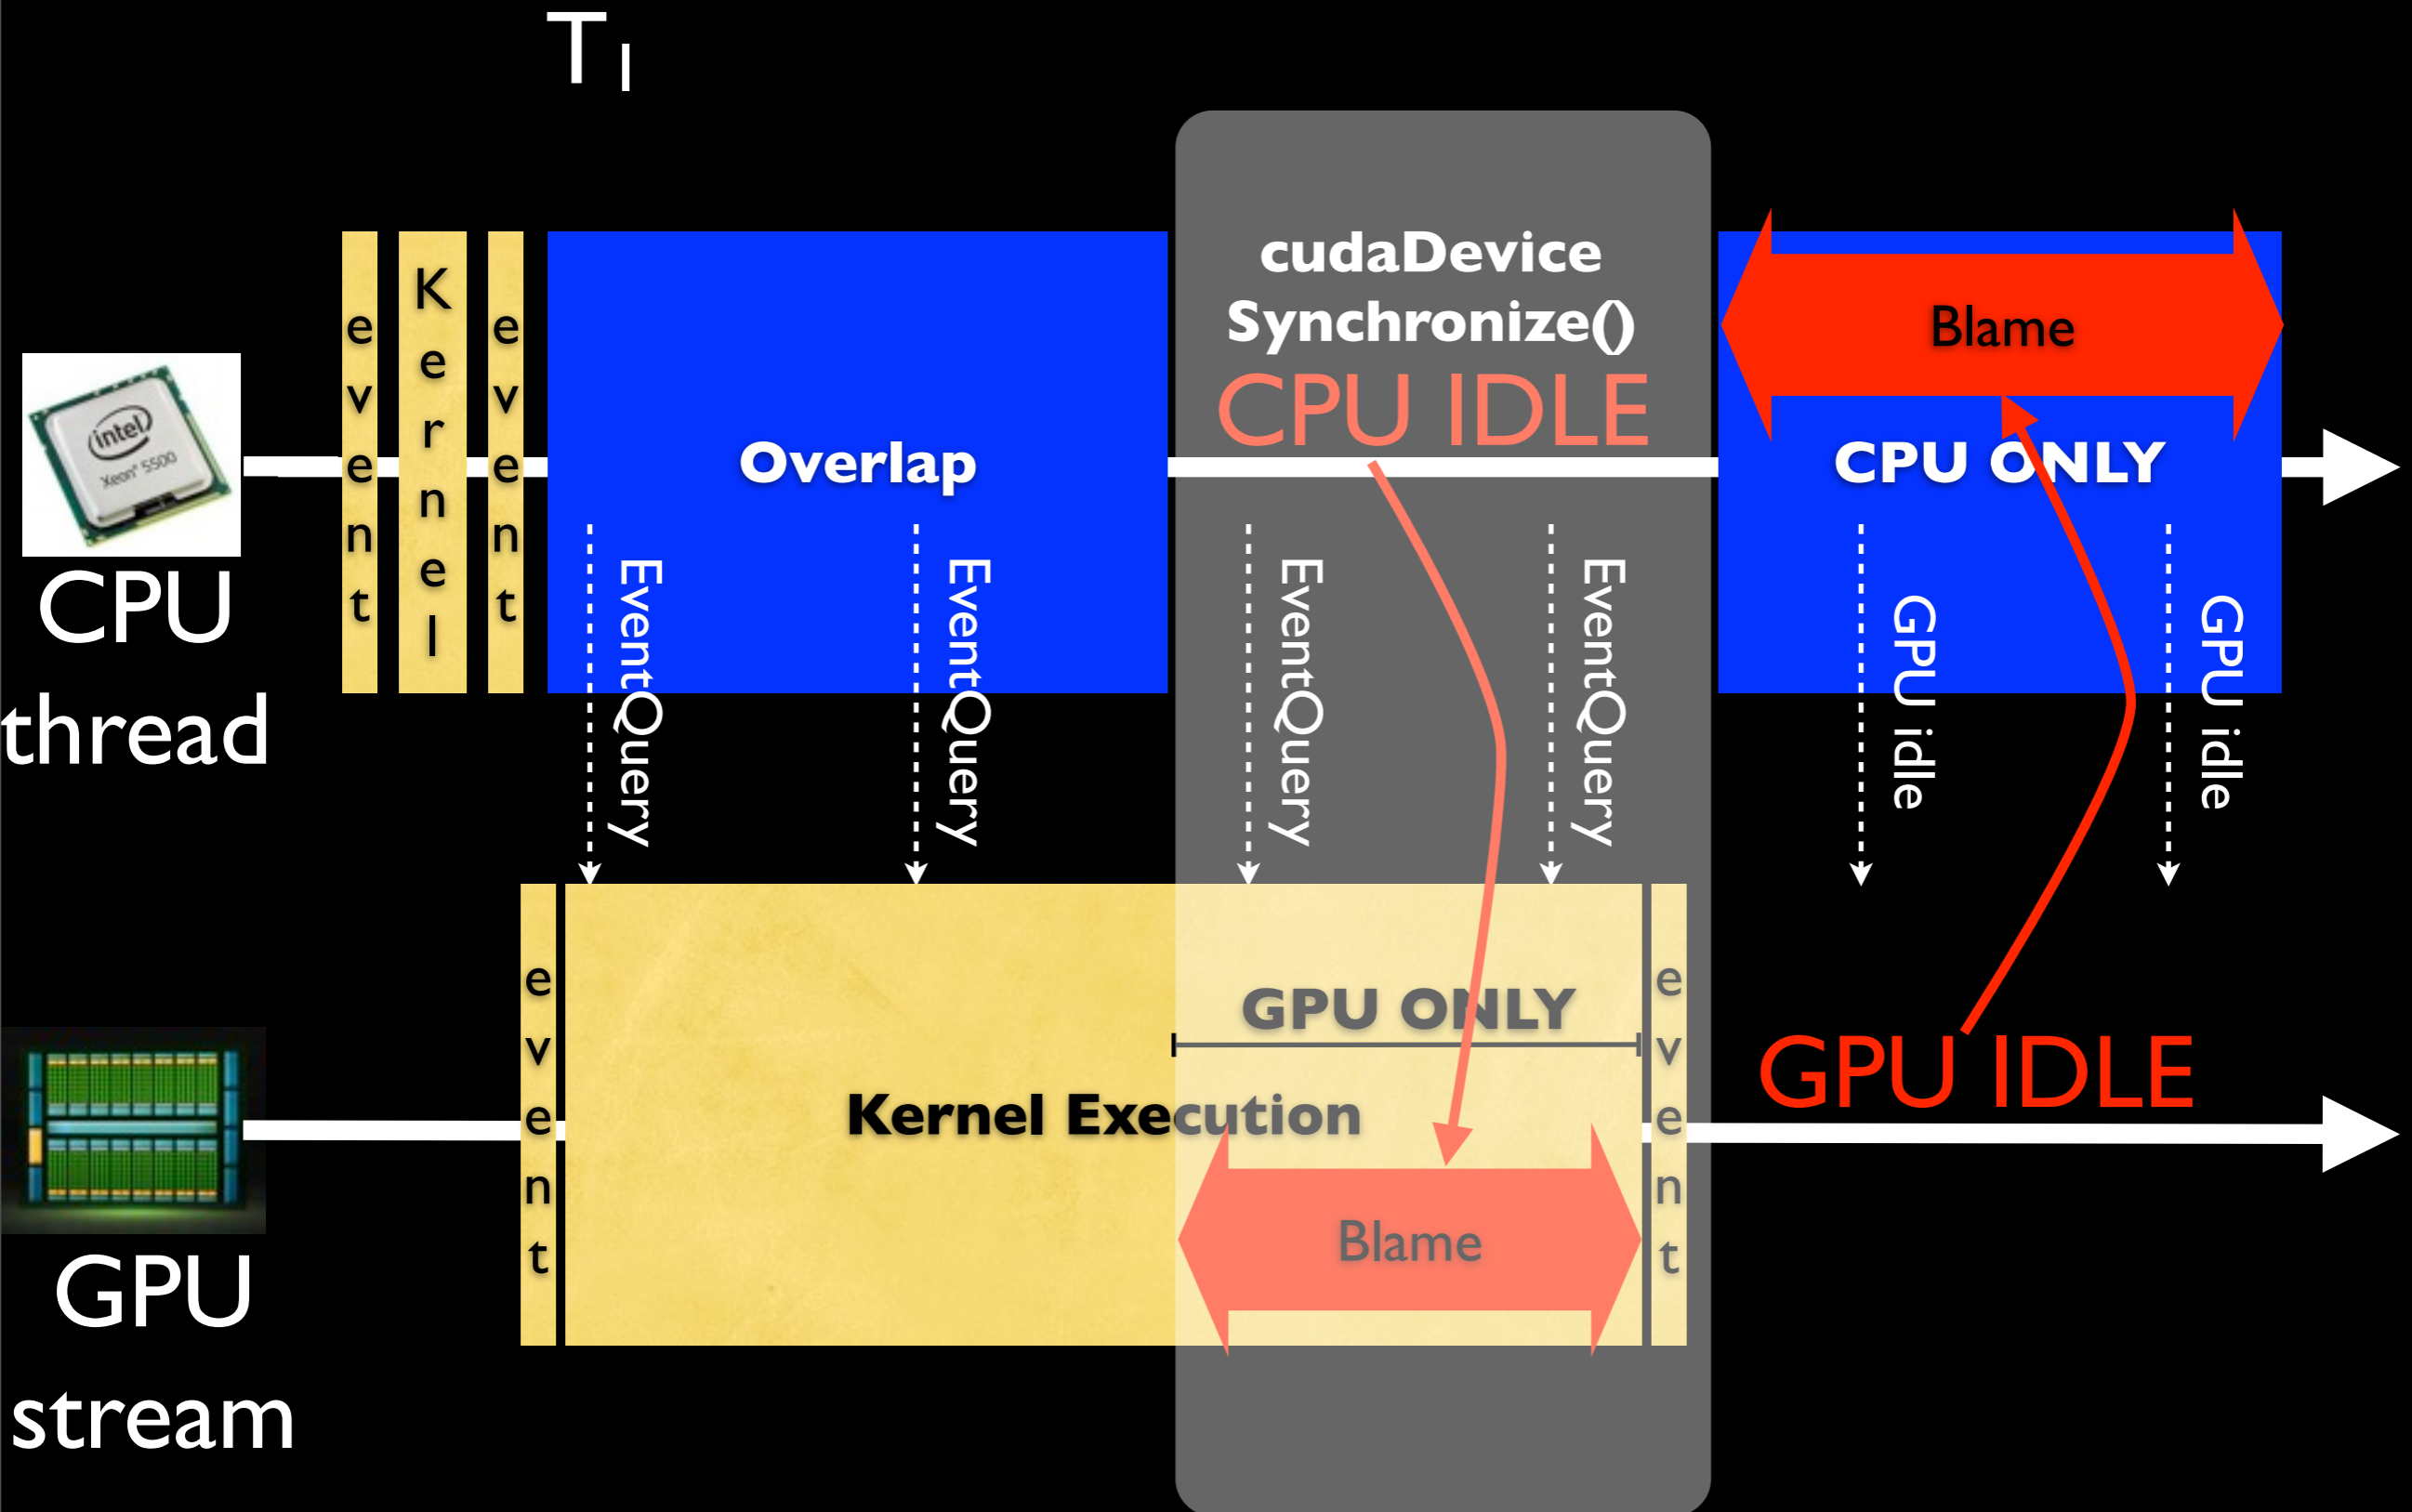 T1
event
Kernel
event
Overlap
cudaDevice
Synchronize()
CPU IDLE
Blame
CPU ONLY
intel
Xeon® 5500
CPU
thread
EventQuery
EventQuery
EventQuery
EventQuery
GPU idle
GPU idle
event
Kernel Execution
GPU ONLY
Blame
event
GPU IDLE
GPU
stream